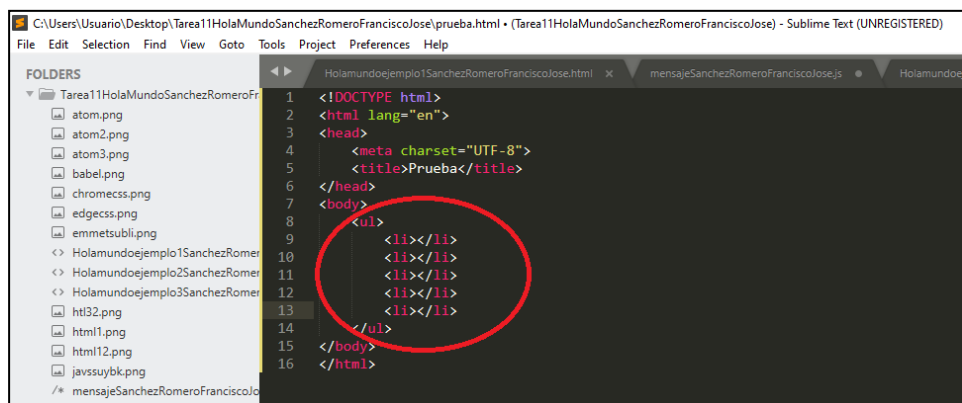 C:\Users\Usuario\Desktop\Tarea11HolaMundoSanchezRomeroFranciscoJose\prueba.html • (Tarea11HolaMundoSanchezRomeroFranciscoJose) - Sublime Text (UNREGISTERED)
File Edit Selection Find View Goto Tools Project Preferences Help
FOLDERS
Tarea11HolaMundoSanchezRomeroFr
atom.png
atom2.png
atom3.png
babel.png
chromecss.png
edgecss.png
emmetsubli.png
<> Holamundoejemplo1SanchezRomer
<> Holamundoejemplo2SanchezRomer
<> Holamundoejemplo3SanchezRomer
htl32.png
html1.png
html12.png
javssuybk.png
/* mensajeSanchezRomeroFranciscoJo
Holamundoejemplo1SanchezRomeroFranciscoJose.html × mensajeSanchezRomeroFranciscoJose.js • Holamundoe
1 <!DOCTYPE html>
2 <html lang="en">
3 <head>
4 <meta charset="UTF-8">
5 <title>Prueba</title>
6 </head>
7 <body>
8 <ul>
9 <li></li>
10 <li></li>
11 <li></li>
12 <li></li>
13 <li></li>
14 </ul>
15 </body>
16 </html>